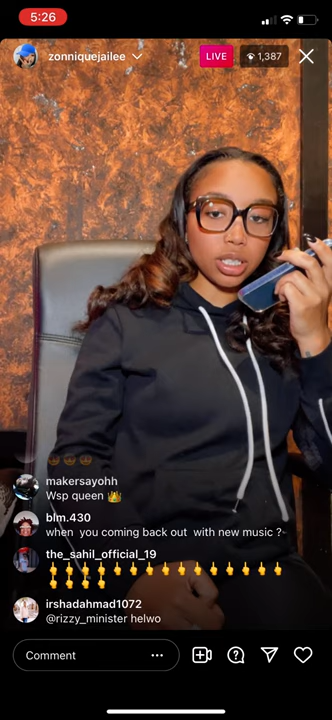 5:26
zonniquejailee
LIVE
1,387
makersayohh
Wsp queen 👑
blm.430
when you coming back out with new music ?
the_sahil_official_19
👆👆👆👆👆👆👆👆👆👆👆👆👆👆
👆👆👆👆
irshadahmad1072
@rizzy_minister helwo
Comment